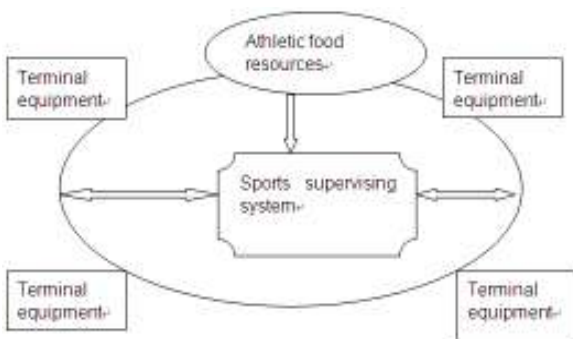 Athletic food
resources
Terminal
equipment
Terminal
equipment
Sports supervising
system
Terminal
equipment
Terminal
equipment